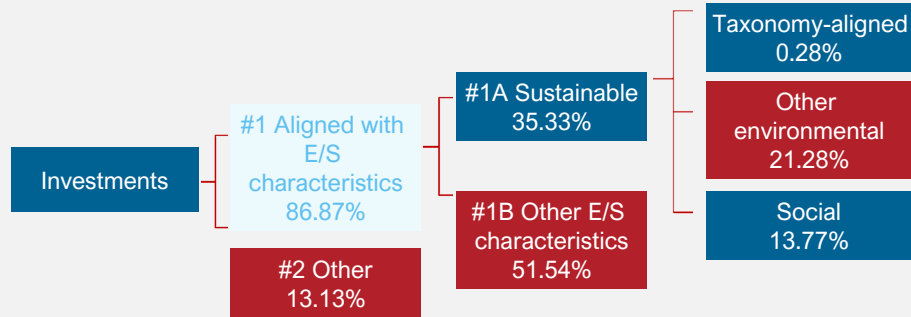 Investments
#1 Aligned with
E/S
characteristics
86.87%
#2 Other
13.13%
#1A Sustainable
35.33%
#1B Other E/S
characteristics
51.54%
Taxonomy-aligned
0.28%
Other
environmental
21.28%
Social
13.77%